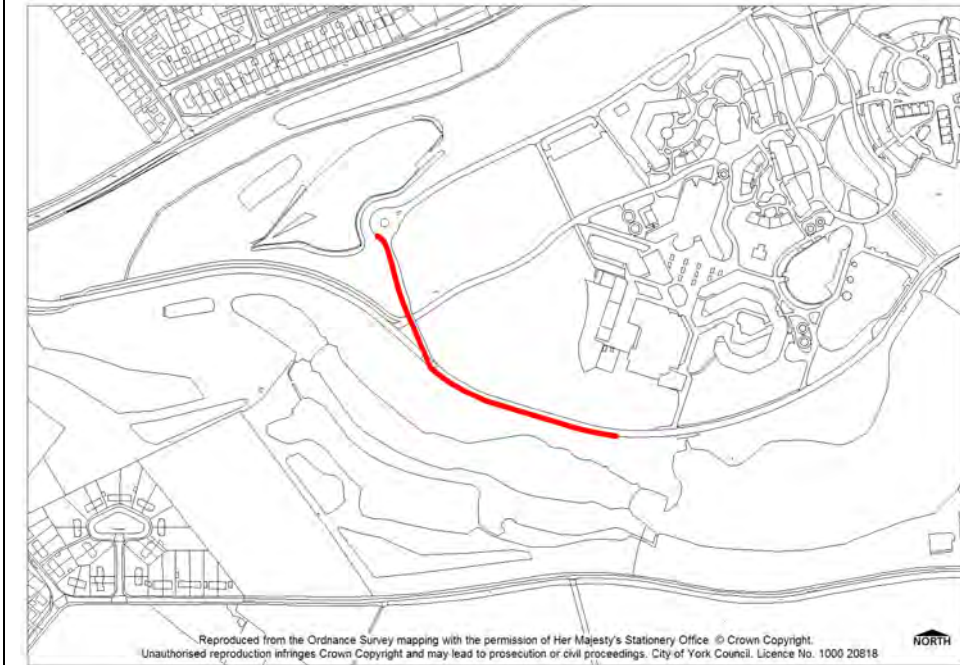 Reproduced from the Ordnance Survey mapping with the permission of Her Majesty's Stationery Office © Crown Copyright.
Unauthorised reproduction infringes Crown Copyright and may lead to prosecution or civil proceedings. City of York Council. Licence No. 1000 20818
NORTH